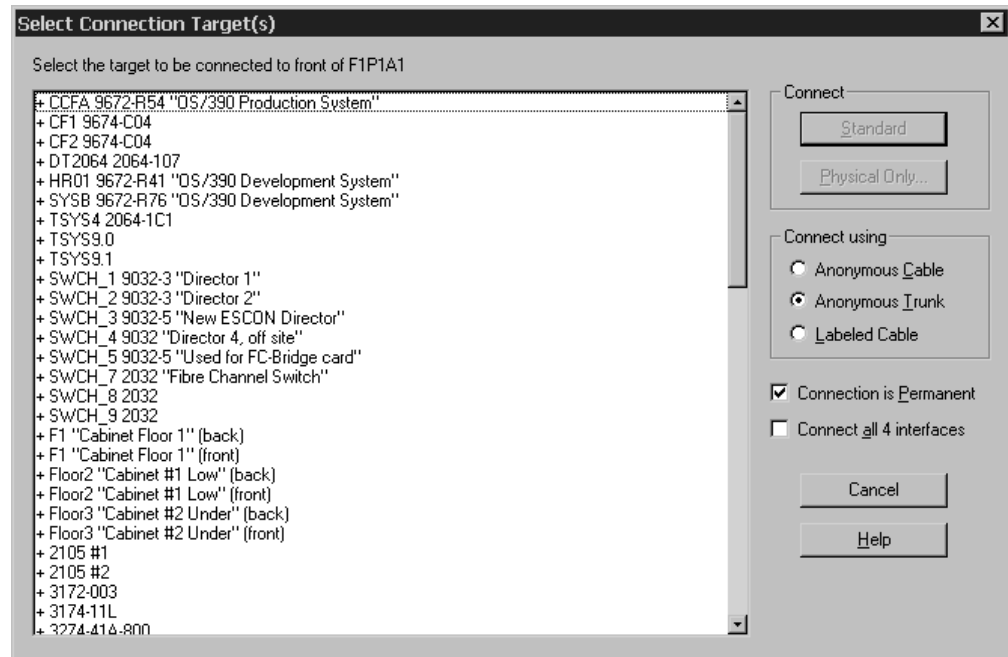 Select Connection Target(s)
Select the target to be connected to front of F1P1A1
+ CCFA 9672-R54 "OS/390 Production System"
+ CF1 9674-C04
+ CF2 9674-C04
+ DT2064 2064-107
+ HR01 9672-R41 "OS/390 Development System"
+ SYSB 9672-R76 "OS/390 Development System"
+ TSYS4 2064-1C1
+ TSYS9.0
+ TSYS9.1
+ SWCH_1 9032-3 "Director 1"
+ SWCH_2 9032-3 "Director 2"
+ SWCH_3 9032-5 "New ESCON Director"
+ SWCH_4 9032 "Director 4, off site"
+ SWCH_5 9032-5 "Used for FC-Bridge card"
+ SWCH_7 2032 "Fibre Channel Switch"
+ SWCH_8 2032
+ SWCH_9 2032
+ F1 "Cabinet Floor 1" (back)
+ F1 "Cabinet Floor 1" (front)
+ Floor2 "Cabinet #1 Low" (back)
+ Floor2 "Cabinet #1 Low" (front)
+ Floor3 "Cabinet #2 Under" (back)
+ Floor3 "Cabinet #2 Under" (front)
+ 2105 #1
+ 2105 #2
+ 3172-003
+ 3174-11L
+ 3274-41A-800
Connect
Standard
Physical Only...
Connect using
Anonymous Cable
Anonymous Trunk
Labeled Cable
Connection is Permanent
Connect all 4 interfaces
Cancel
Help